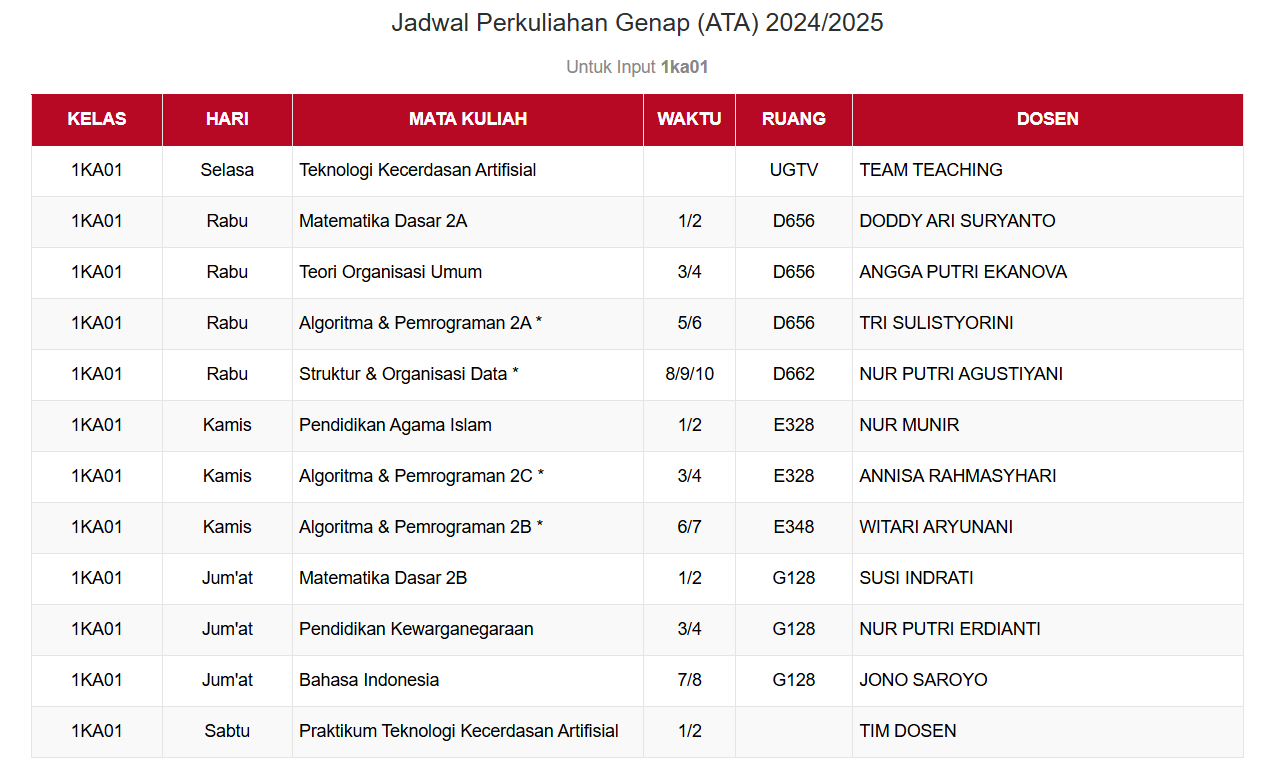 Jadwal Perkuliahan Genap (ATA) 2024/2025
Untuk Input 1ka01
KELAS HARI MATA KULIAH WAKTU RUANG DOSEN
1KA01 Selasa Teknologi Kecerdasan Artifisial UGTV TEAM TEACHING
1KA01 Rabu Matematika Dasar 2A 1/2 D656 DODDY ARI SURYANTO
1KA01 Rabu Teori Organisasi Umum 3/4 D656 ANGGA PUTRI EKANOVA
1KA01 Rabu Algoritma & Pemrograman 2A * 5/6 D656 TRI SULISTYORINI
1KA01 Rabu Struktur & Organisasi Data * 8/9/10 D662 NUR PUTRI AGUSTIYANI
1KA01 Kamis Pendidikan Agama Islam 1/2 E328 NUR MUNIR
1KA01 Kamis Algoritma & Pemrograman 2C * 3/4 E328 ANNISA RAHMASYHARI
1KA01 Kamis Algoritma & Pemrograman 2B * 6/7 E348 WITARI ARYUNANI
1KA01 Jum'at Matematika Dasar 2B 1/2 G128 SUSI INDRATI
1KA01 Jum'at Pendidikan Kewarganegaraan 3/4 G128 NUR PUTRI ERDIANTI
1KA01 Jum'at Bahasa Indonesia 7/8 G128 JONO SAROYO
1KA01 Sabtu Praktikum Teknologi Kecerdasan Artifisial 1/2 TIM DOSEN